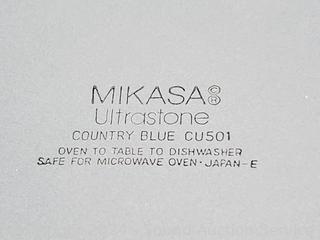 MIKASA©®
Ultrastone
COUNTRY BLUE CU501
OVEN TO TABLE TO DISHWASHER
SAFE FOR MICROWAVE OVEN·JAPAN-E